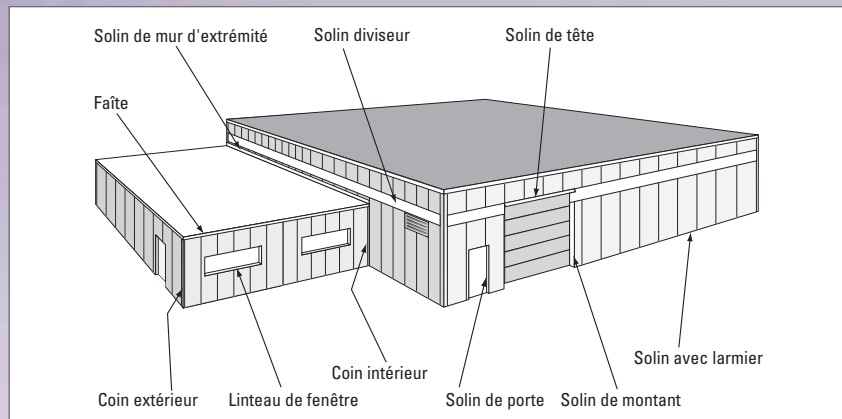 Solin de mur d'extrémité
Solin diviseur
Solin de tête
Faîte
Solin avec larmier
Coin intérieur
Coin extérieur
Linteau de fenêtre
Solin de porte
Solin de montant